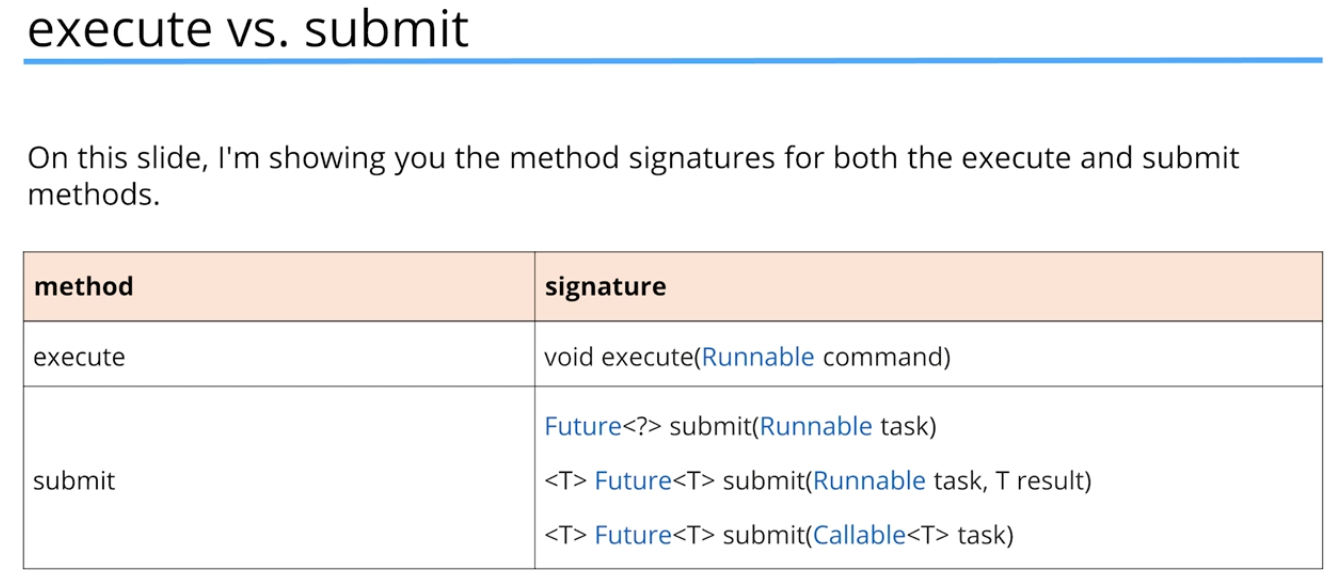 execute vs. submit
On this slide, I'm showing you the method signatures for both the execute and submit
methods.
method signature
execute void execute(Runnable command)
Future<?> submit(Runnable task)
submit <T> Future<T> submit(Runnable task, T result)
<T> Future<T> submit(Callable<T> task)